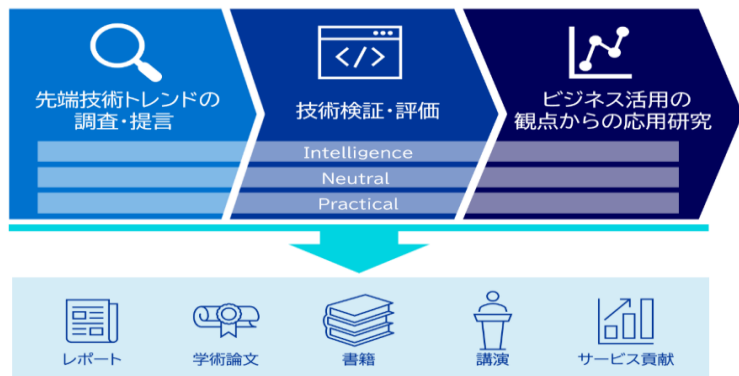 先端技術トレンドの
調査・提言
</>
技術検証・評価
ビジネス活用の
観点からの応用研究
Intelligence
Neutral
Practical
レポート
学術論文
書籍
講演
サービス貢献